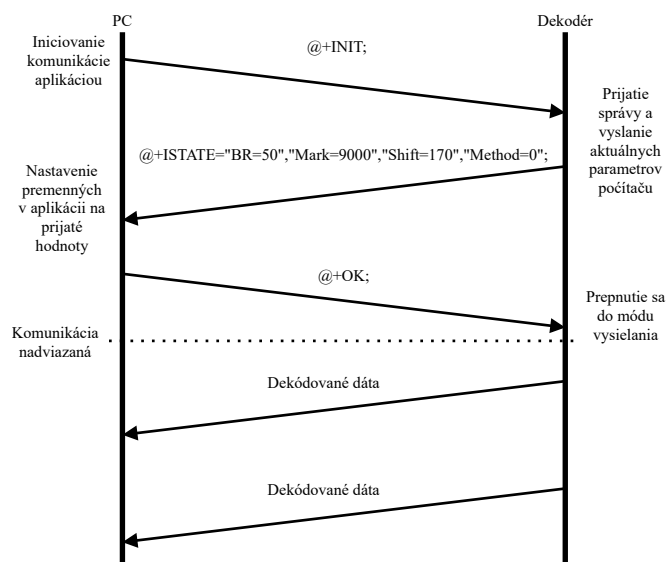 PC
Dekodér
Iniciovanie
komunikácie
aplikáciou
@+INIT;
Prijatie
správy a
vyslanie
aktuálnych
parametrov
počítaču
@+ISTATE="BR=50","Mark=9000","Shift=170","Method=0";
Nastavenie
premenných
v aplikácii na
prijaté
hodnoty
@+OK;
Prepnutie sa
do módu
vysielania
Komunikácia
nadviazaná
Dekódované dáta
Dekódované dáta